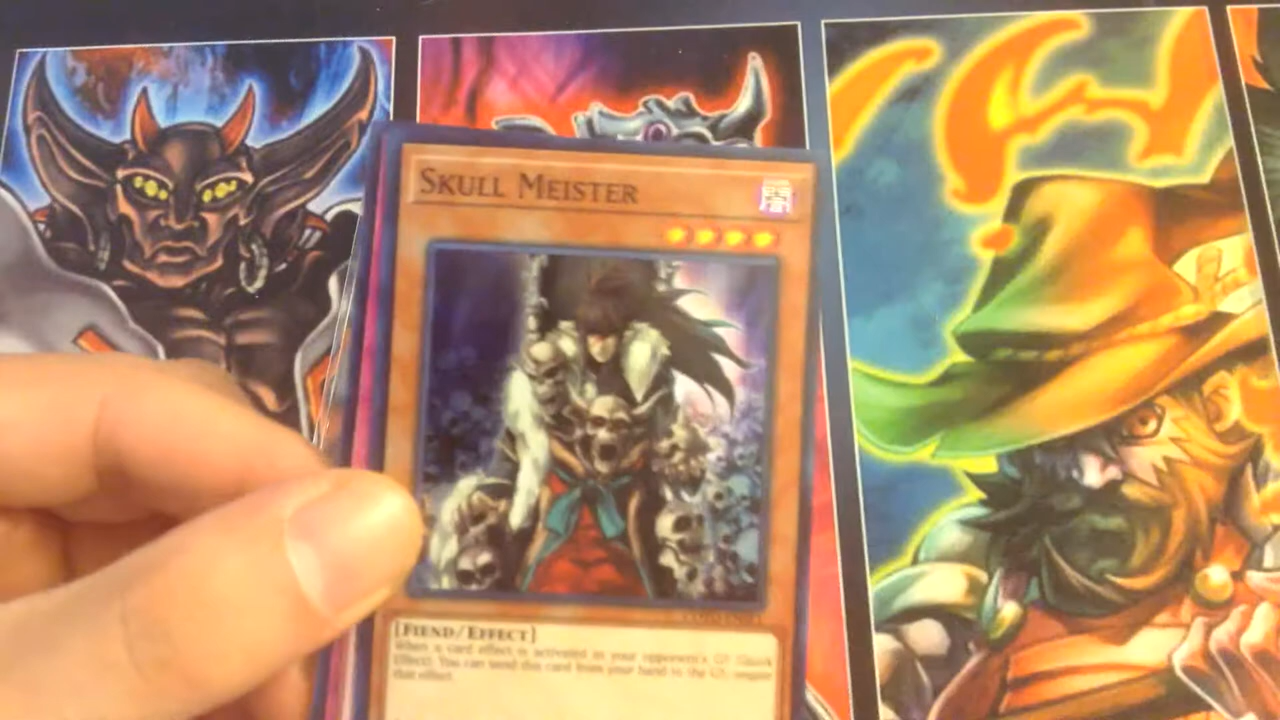 SKULL MEISTER
闇
[FIEND/EFFECT]
When a card effect is activated in your opponent's GY (Quick
Effect): You can send this card from your hand to the GY; negate
that effect.